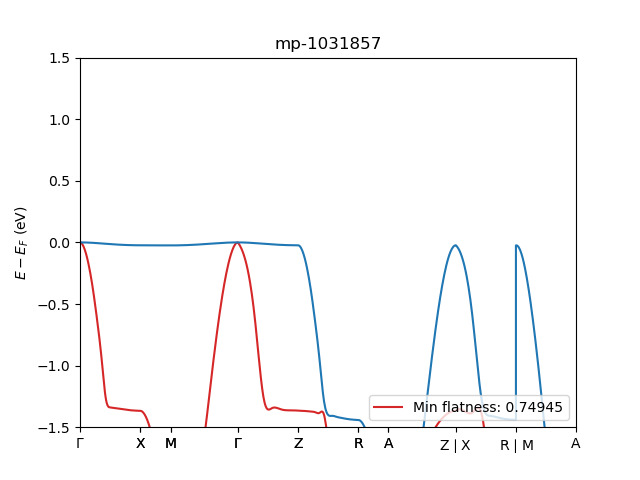 mp-1031857
E − E_F (eV)
1.5
1.0
0.5
0.0
−0.5
−1.0
−1.5
Min flatness: 0.74945
Γ X M Γ Z R A Z | X R | M A